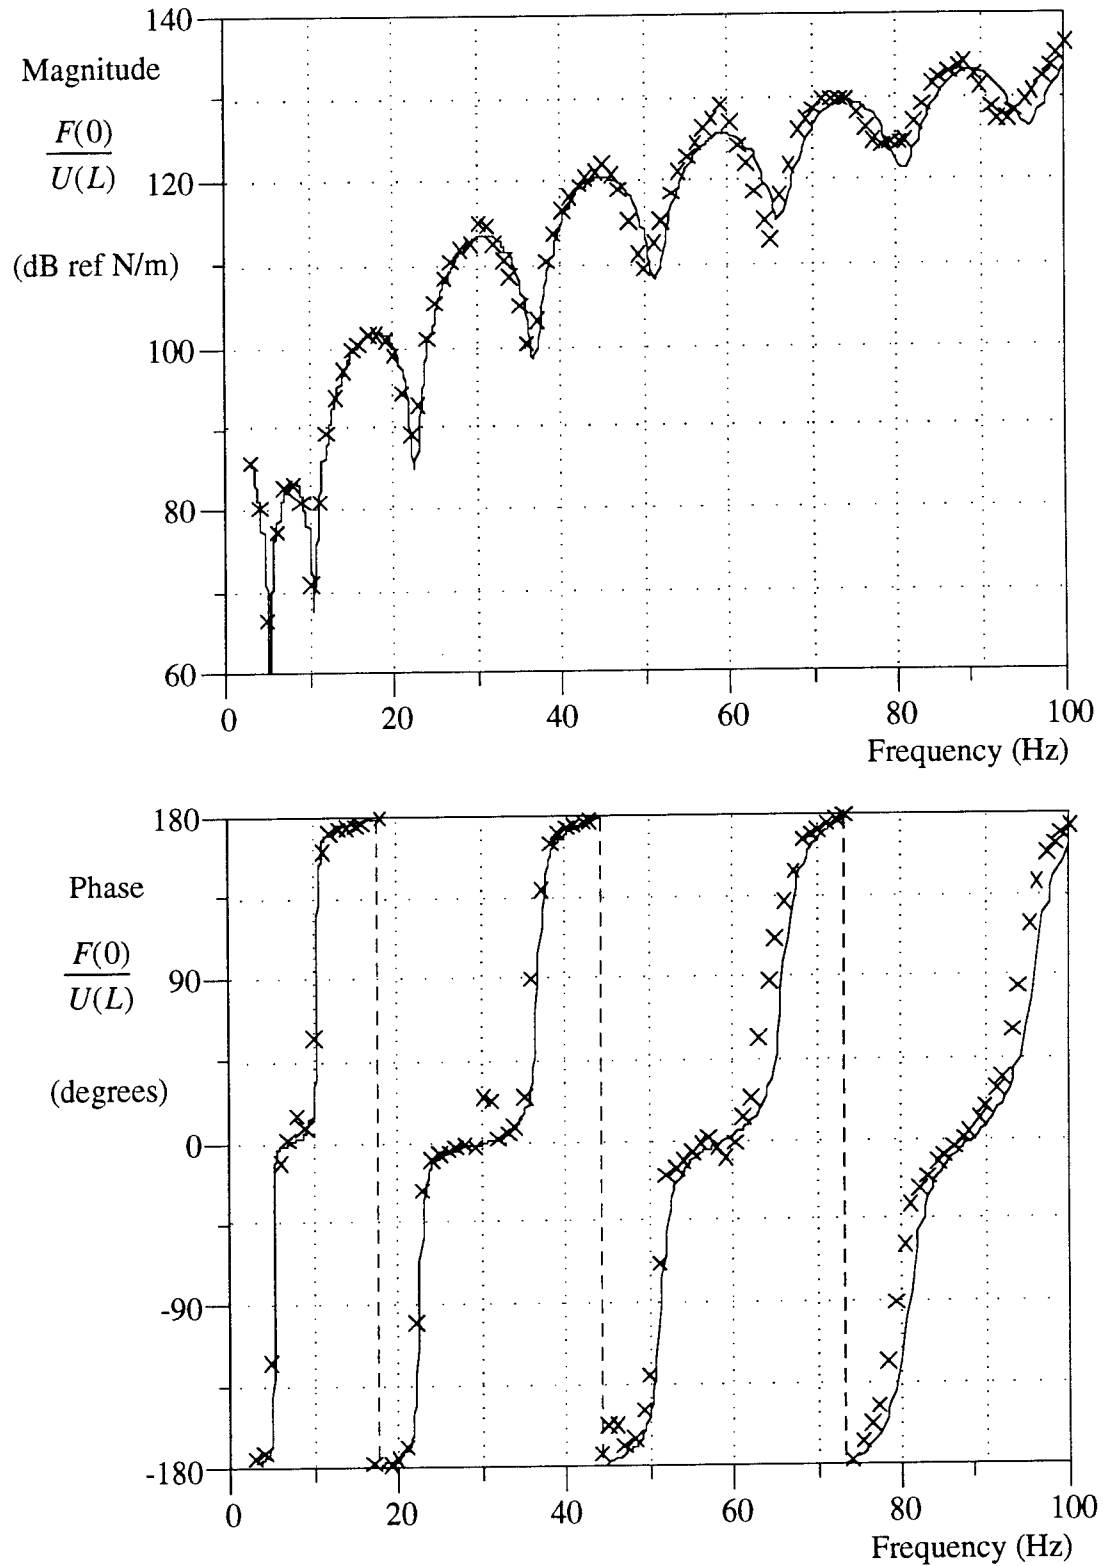 140
Magnitude
F(0)
U(L)
120
(dB ref N/m)
100
80
60
0 20 40 60 80 100
Frequency (Hz)
180
Phase
F(0)
U(L)
90
(degrees)
0
-90
-180
0 20 40 60 80 100
Frequency (Hz)